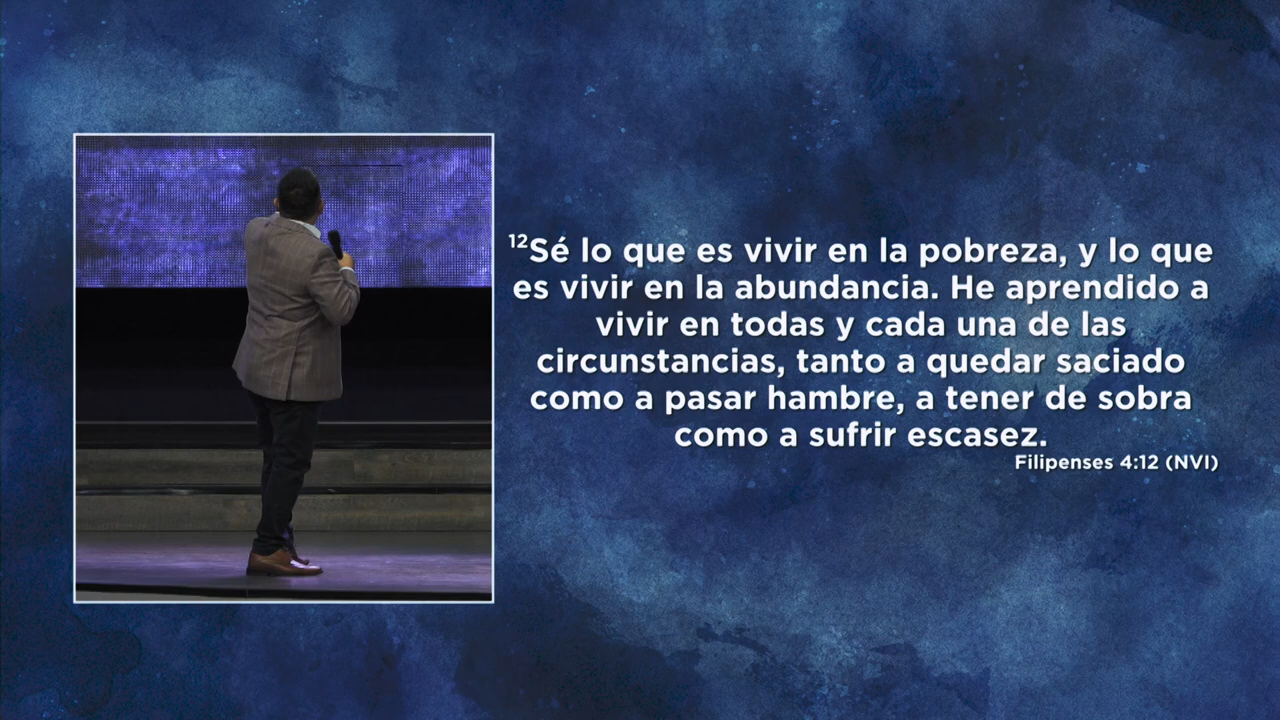 ¹²Sé lo que es vivir en la pobreza, y lo que
es vivir en la abundancia. He aprendido a
vivir en todas y cada una de las
circunstancias, tanto a quedar saciado
como a pasar hambre, a tener de sobra
como a sufrir escasez.
Filipenses 4:12 (NVI)